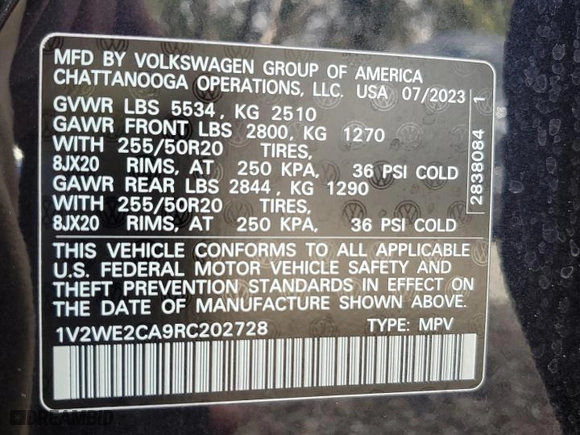 MFD BY VOLKSWAGEN GROUP OF AMERICA
CHATTANOOGA OPERATIONS, LLC. USA 07/2023
GVWR LBS 5534, KG 2510
GAWR FRONT LBS 2800, KG 1270
WITH 255/50R20 TIRES,
8JX20 RIMS, AT 250 KPA, 36 PSI COLD
GAWR REAR LBS 2844, KG 1290
WITH 255/50R20 TIRES,
8JX20 RIMS, AT 250 KPA, 36 PSI COLD
THIS VEHICLE CONFORMS TO ALL APPLICABLE
U.S. FEDERAL MOTOR VEHICLE SAFETY AND
THEFT PREVENTION STANDARDS IN EFFECT ON
THE DATE OF MANUFACTURE SHOWN ABOVE.
1V2WE2CA9RC202728 TYPE: MPV
2838084 1
DREAMBID